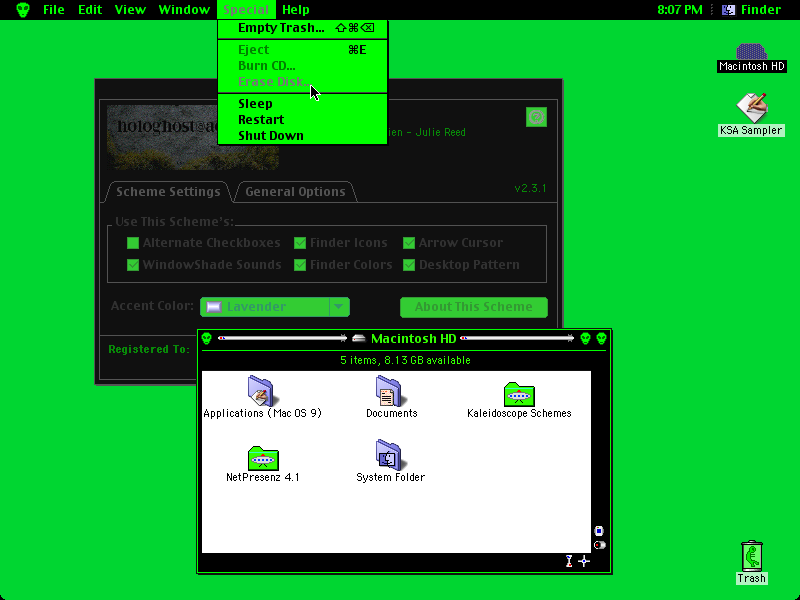 File Edit View Window Special Help 8:07 PM Finder
Empty Trash... ⇧⌘⌫
Eject ⌘E
Burn CD...
Erase Disk...
Sleep
Restart
Shut Down
Macintosh HD
KSA Sampler
hologhost@a
ien - Julie Reed
Scheme Settings General Options v2.3.1
Use This Scheme's:
Alternate Checkboxes Finder Icons Arrow Cursor
WindowShade Sounds Finder Colors Desktop Pattern
Accent Color: Lavender About This Scheme
Registered To:
Macintosh HD
5 items, 8.13 GB available
Applications (Mac OS 9) Documents Kaleidoscope Schemes
NetPresenz 4.1 System Folder
Trash